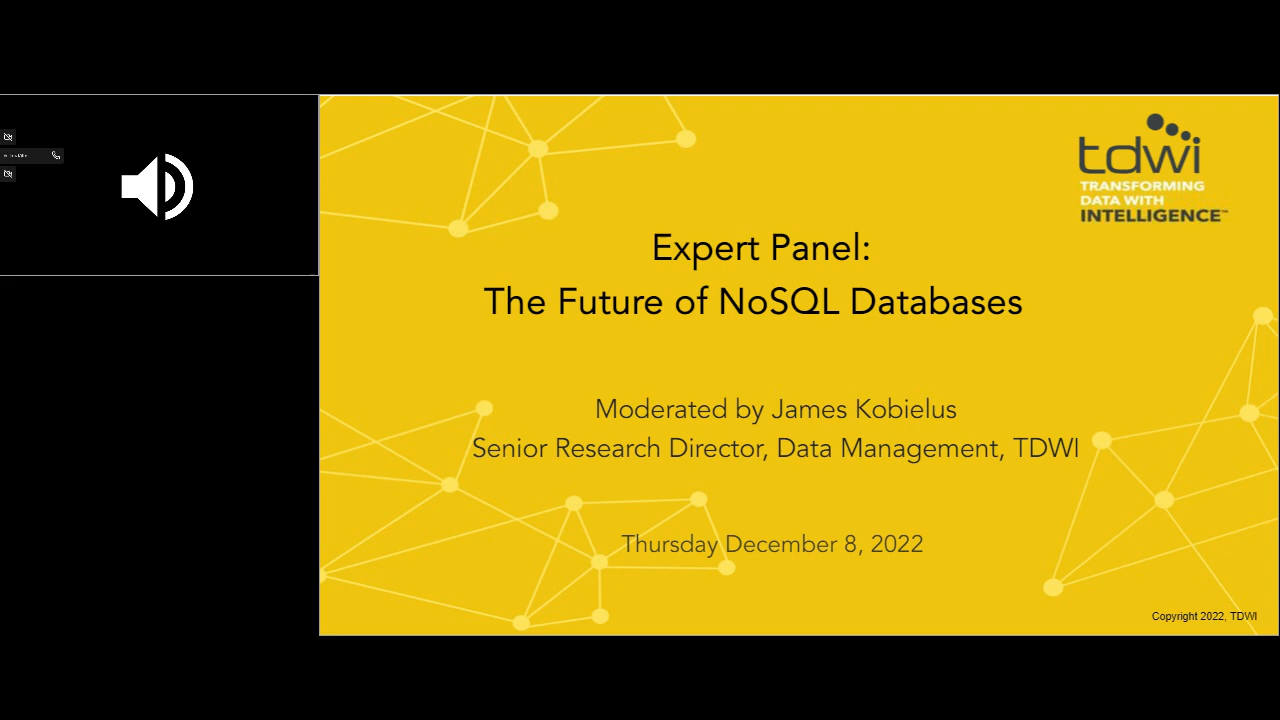 tdwi
TRANSFORMING
DATA WITH
INTELLIGENCE™
Expert Panel:
The Future of NoSQL Databases
Moderated by James Kobielus
Senior Research Director, Data Management, TDWI
Thursday December 8, 2022
Copyright 2022, TDWI